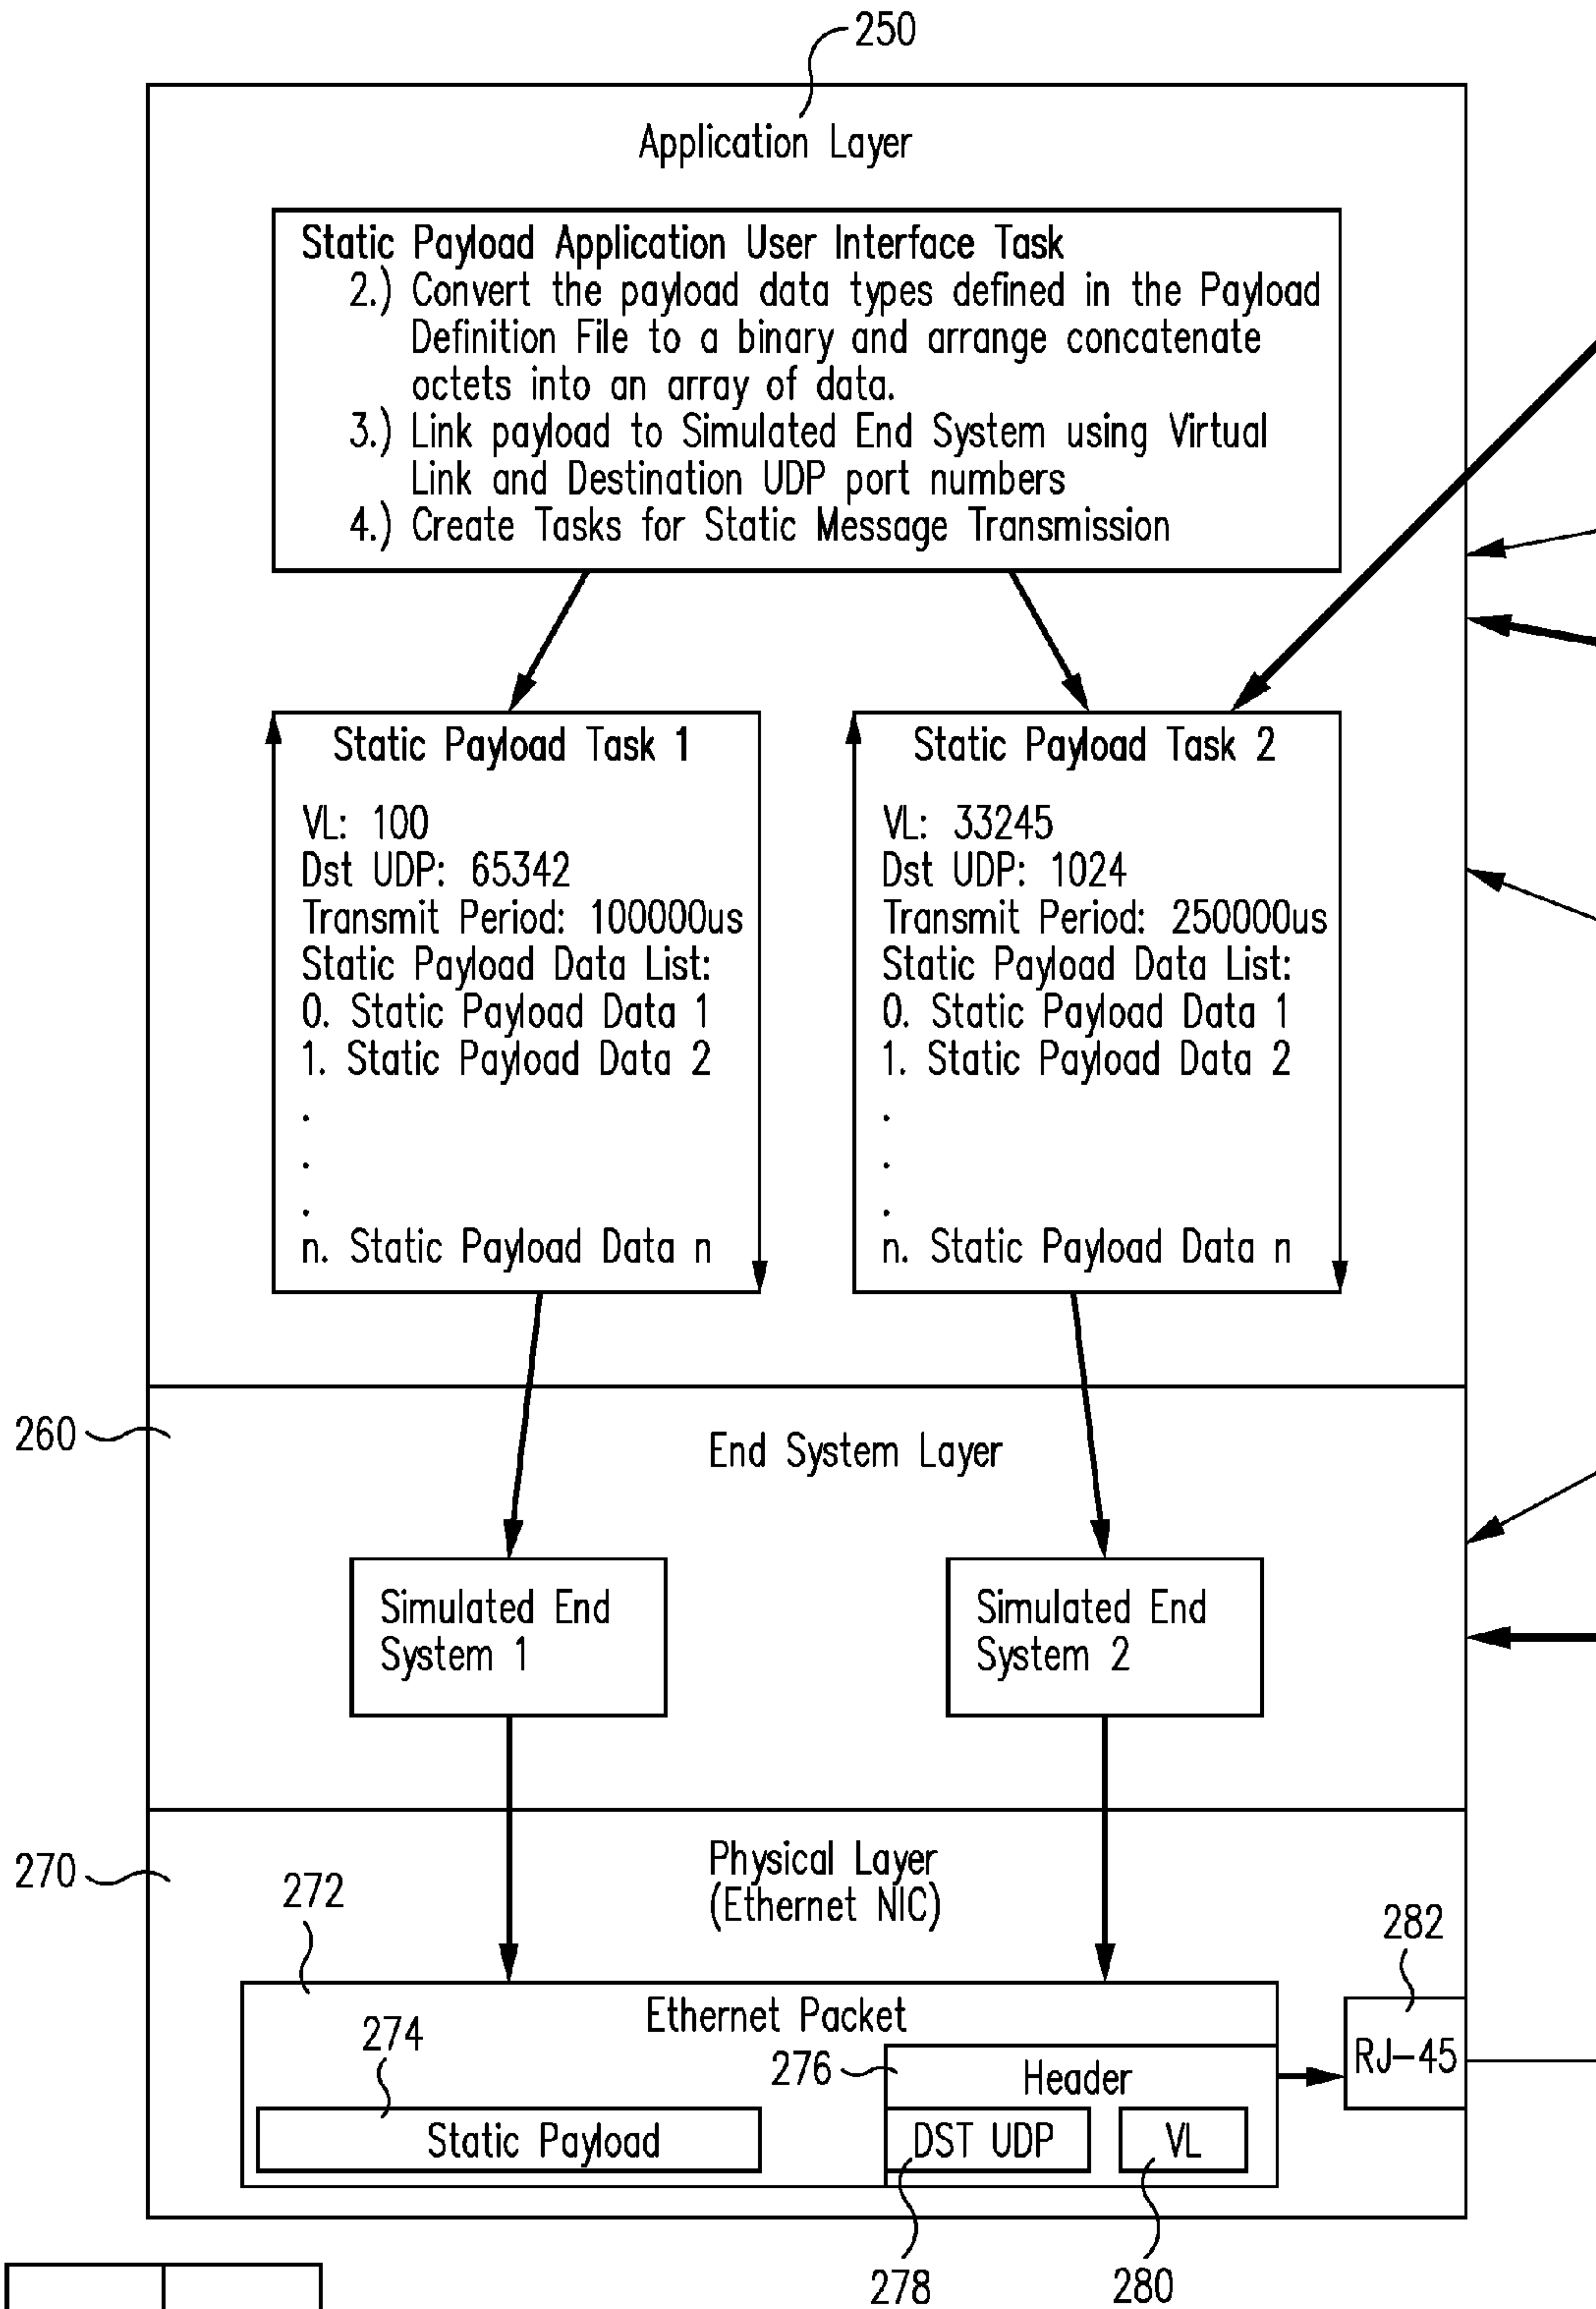 250
Application Layer
Static Payload Application User Interface Task
2.) Convert the payload data types defined in the Payload
Definition File to a binary and arrange concatenate
octets into an array of data.
3.) Link payload to Simulated End System using Virtual
Link and Destination UDP port numbers
4.) Create Tasks for Static Message Transmission
Static Payload Task 1
VL: 100
Dst UDP: 65342
Transmit Period: 100000us
Static Payload Data List:
0. Static Payload Data 1
1. Static Payload Data 2
.
.
.
n. Static Payload Data n
Static Payload Task 2
VL: 33245
Dst UDP: 1024
Transmit Period: 250000us
Static Payload Data List:
0. Static Payload Data 1
1. Static Payload Data 2
.
.
.
n. Static Payload Data n
260
End System Layer
Simulated End
System 1
Simulated End
System 2
270
Physical Layer
(Ethernet NIC)
272
282
Ethernet Packet
274
276
Header
RJ-45
Static Payload
DST UDP
VL
278
280